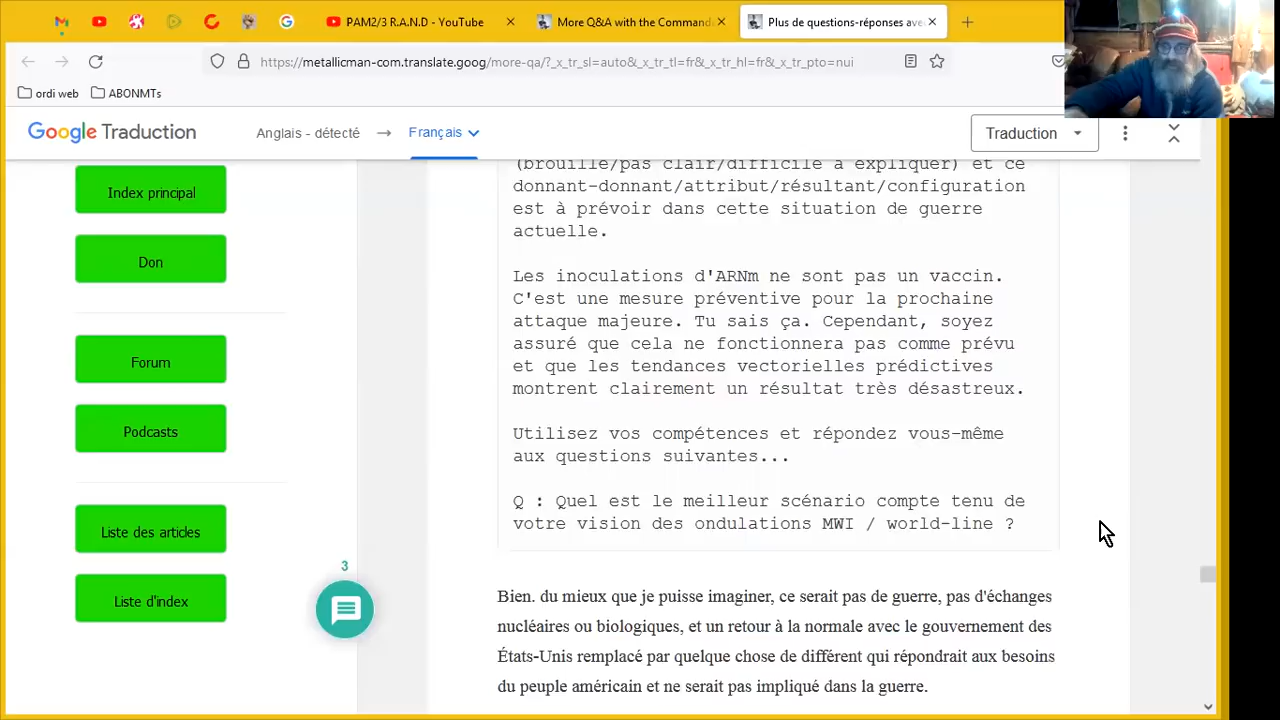 PAM2/3 R.A.N.D - YouTube
More Q&A with the Command
Plus de questions-réponses ave
https://metallicman-com.translate.goog/more-qa/?_x_tr_sl=auto&_x_tr_tl=fr&_x_tr_hl=fr&_x_tr_pto=nui
ordi web
ABONMTs
Google Traduction
Anglais - détecté
Français
Traduction
Index principal
Don
Forum
Podcasts
Liste des articles
Liste d'index
3
(brouillé/pas clair/difficile à expliquer) et ce
donnant-donnant/attribut/résultant/configuration
est à prévoir dans cette situation de guerre
actuelle.
Les inoculations d'ARNm ne sont pas un vaccin.
C'est une mesure préventive pour la prochaine
attaque majeure. Tu sais ça. Cependant, soyez
assuré que cela ne fonctionnera pas comme prévu
et que les tendances vectorielles prédictives
montrent clairement un résultat très désastreux.
Utilisez vos compétences et répondez vous-même
aux questions suivantes...
Q : Quel est le meilleur scénario compte tenu de
votre vision des ondulations MWI / world-line ?
Bien. du mieux que je puisse imaginer, ce serait pas de guerre, pas d'échanges
nucléaires ou biologiques, et un retour à la normale avec le gouvernement des
États-Unis remplacé par quelque chose de différent qui répondrait aux besoins
du peuple américain et ne serait pas impliqué dans la guerre.